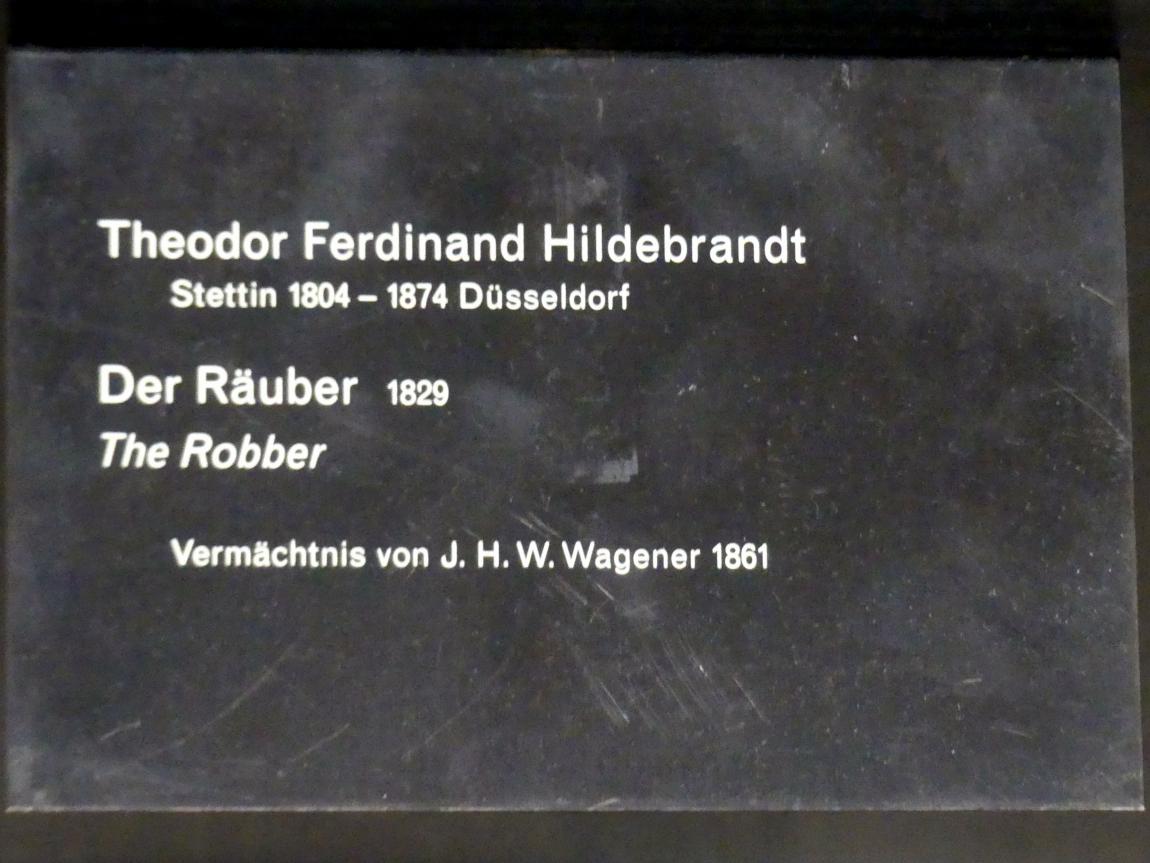 Theodor Ferdinand Hildebrandt
Stettin 1804 – 1874 Düsseldorf
Der Räuber 1829
The Robber
Vermächtnis von J. H. W. Wagener 1861